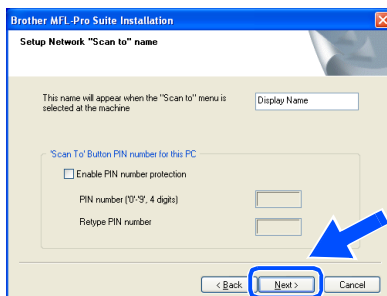 Brother MFL-Pro Suite Installation
Setup Network "Scan to" name
This name will appear when the "Scan to" menu is
selected at the machine
Display Name
'Scan To' Button PIN number for this PC
Enable PIN number protection
PIN number ('0'-'9', 4 digits)
Retype PIN number
< Back
Next >
Cancel